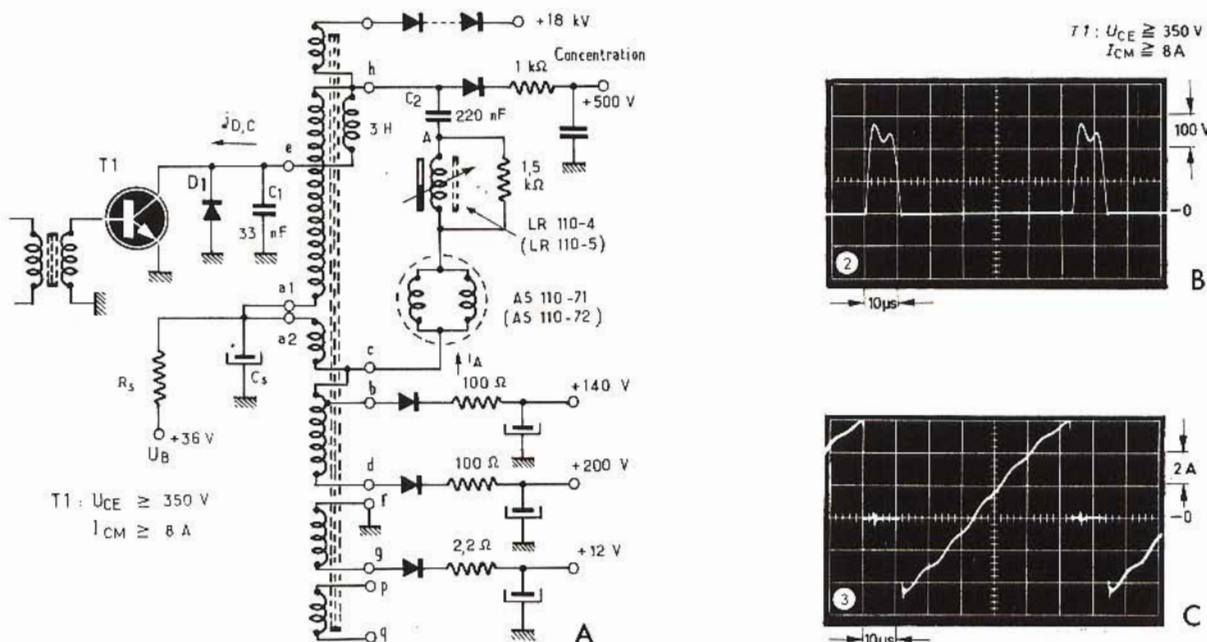 +18 kV
Concentration
h
1 kΩ
+500 V
C2
220 nF
3 H
A
jD,C
e
T1
D1
C1
33 nF
1,5
kΩ
LR 110-4
(LR 110-5)
a1
a2
AS 110-71
(AS 110-72)
Rs
Cs
c
IA
b
100 Ω
+140 V
+36 V
UB
d
100 Ω
+200 V
f
T1 : UCE ≥ 350 V
ICM ≥ 8 A
g
2,2 Ω
+12 V
p
q
A
T1 : UCE ≧ 350 V
ICM ≧ 8 A
100 V
-0
2
10µs
B
2 A
-0
3
10µs
C